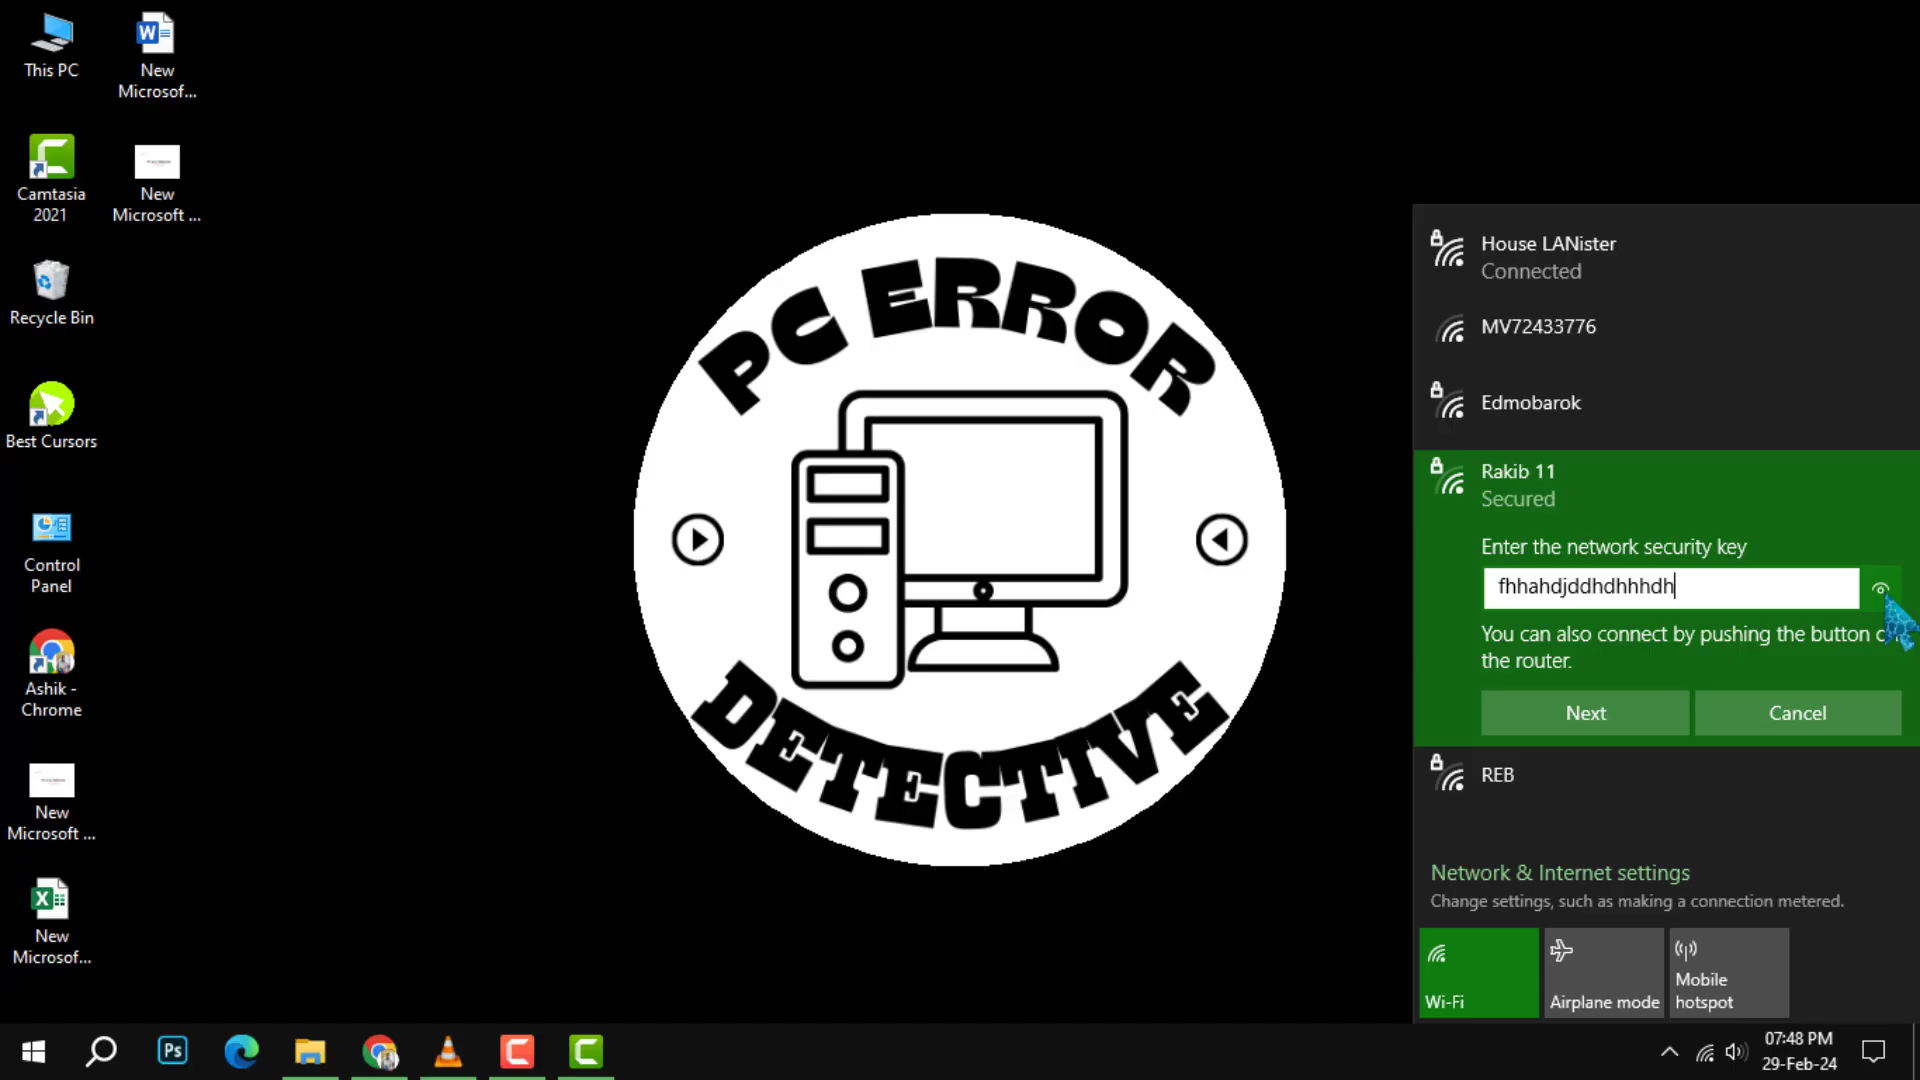 This PC
New
Microsof...
Camtasia
2021
New
Microsoft ...
Recycle Bin
Best Cursors
Control
Panel
Ashik -
Chrome
New
Microsoft ...
New
Microsof...
PC ERROR
DETECTIVE
House LANister
Connected
MV72433776
Edmobarok
Rakib 11
Secured
Enter the network security key
fhhahdjddhdhhhdh
You can also connect by pushing the button
the router.
Next
Cancel
REB
Network & Internet settings
Change settings, such as making a connection metered.
Wi-Fi
Airplane mode
Mobile
hotspot
Ps
07:48 PM
29-Feb-24